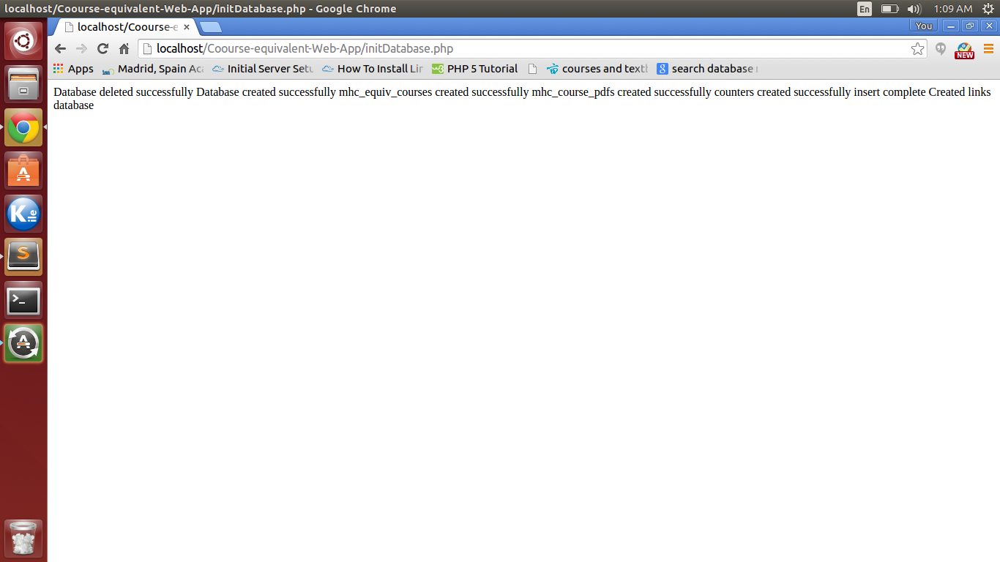 localhost/Coourse-equivalent-Web-App/initDatabase.php - Google Chrome
En
1:09 AM
localhost/Coourse-e
You
localhost/Coourse-equivalent-Web-App/initDatabase.php
NEW
Apps
Madrid, Spain Aca
Initial Server Setu
How To Install Lin
PHP 5 Tutorial
courses and textb
search database r
Database deleted successfully Database created successfully mhc_equiv_courses created successfully mhc_course_pdfs created successfully counters created successfully insert complete Created links
database